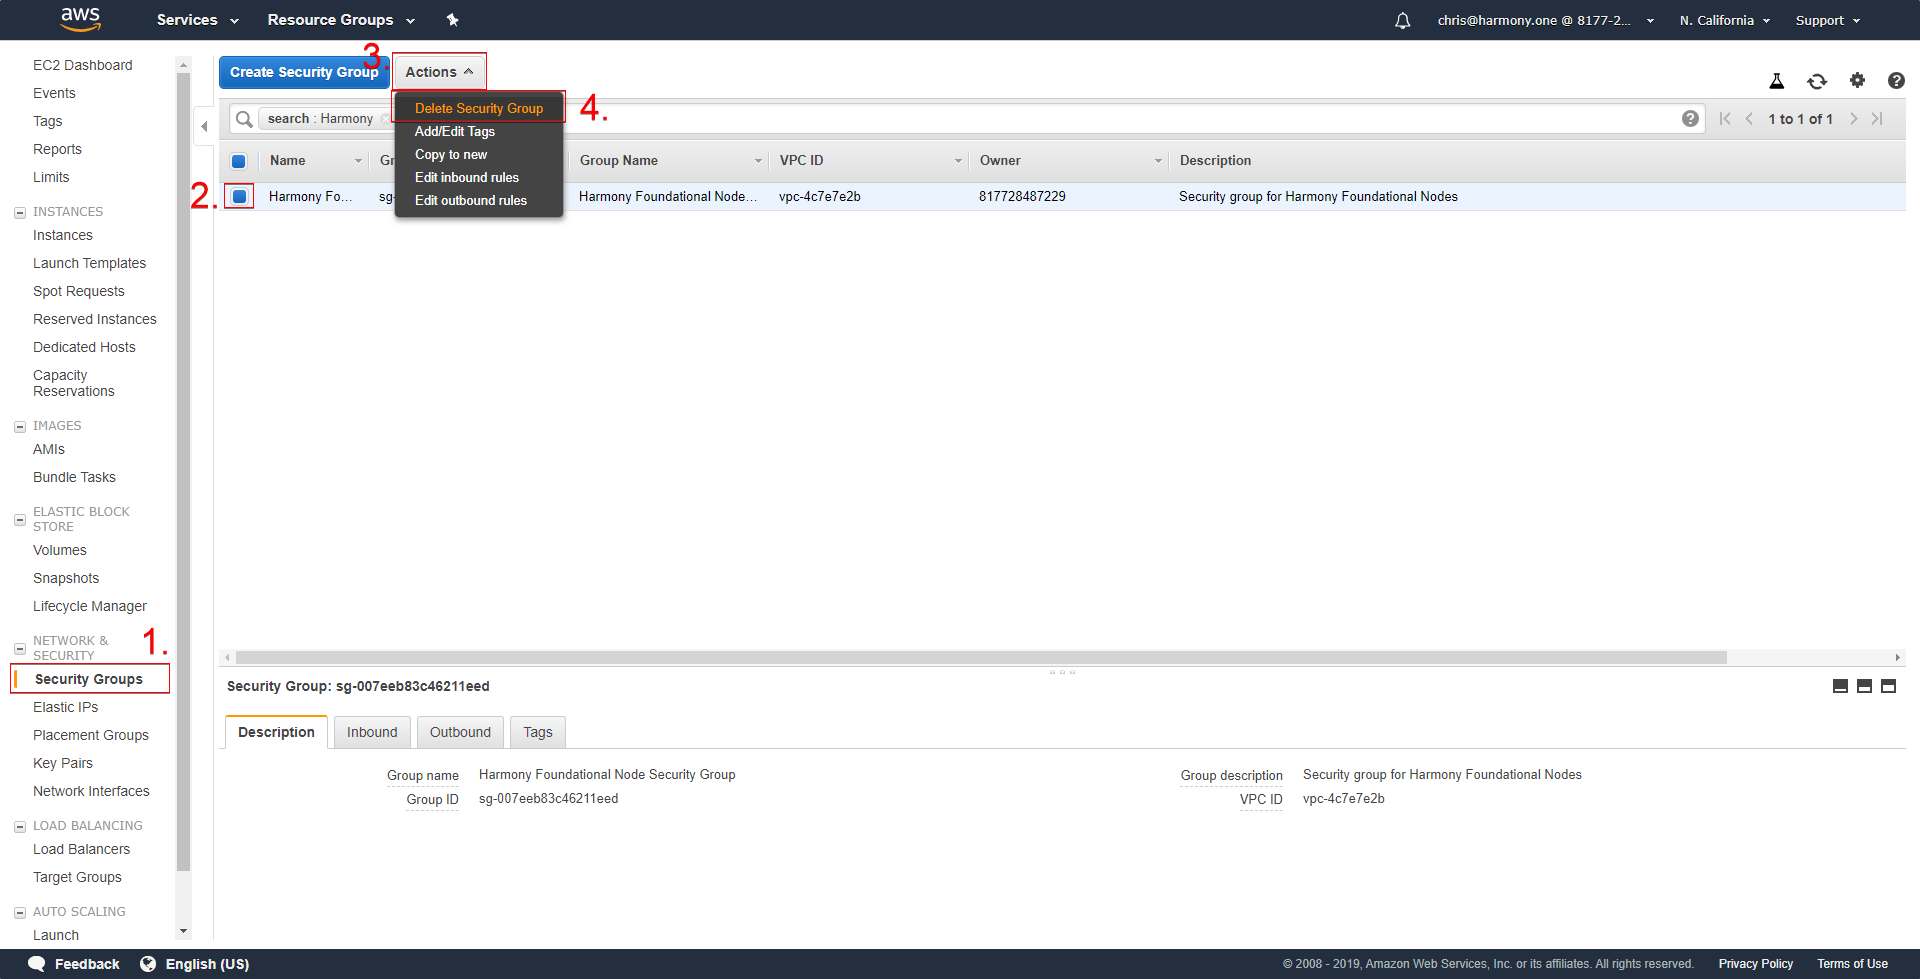 aws
Services
Resource Groups
chris@harmony.one @ 8177-2...
N. California
Support
EC2 Dashboard
Events
Tags
Reports
Limits
INSTANCES
Instances
Launch Templates
Spot Requests
Reserved Instances
Dedicated Hosts
Capacity
Reservations
IMAGES
AMIs
Bundle Tasks
ELASTIC BLOCK
STORE
Volumes
Snapshots
Lifecycle Manager
NETWORK &
SECURITY
1.
Security Groups
Elastic IPs
Placement Groups
Key Pairs
Network Interfaces
LOAD BALANCING
Load Balancers
Target Groups
AUTO SCALING
Launch
Create Security Group
3.
Actions
Delete Security Group
4.
Add/Edit Tags
Copy to new
Edit inbound rules
Edit outbound rules
search : Harmony
1 to 1 of 1
Name
Gr
Group Name
VPC ID
Owner
Description
2.
Harmony Fo...
sg-
Harmony Foundational Node...
vpc-4c7e7e2b
817728487229
Security group for Harmony Foundational Nodes
Security Group: sg-007eeb83c46211eed
Description
Inbound
Outbound
Tags
Group name
Harmony Foundational Node Security Group
Group description
Security group for Harmony Foundational Nodes
Group ID
sg-007eeb83c46211eed
VPC ID
vpc-4c7e7e2b
Feedback
English (US)
© 2008 - 2019, Amazon Web Services, Inc. or its affiliates. All rights reserved.
Privacy Policy
Terms of Use